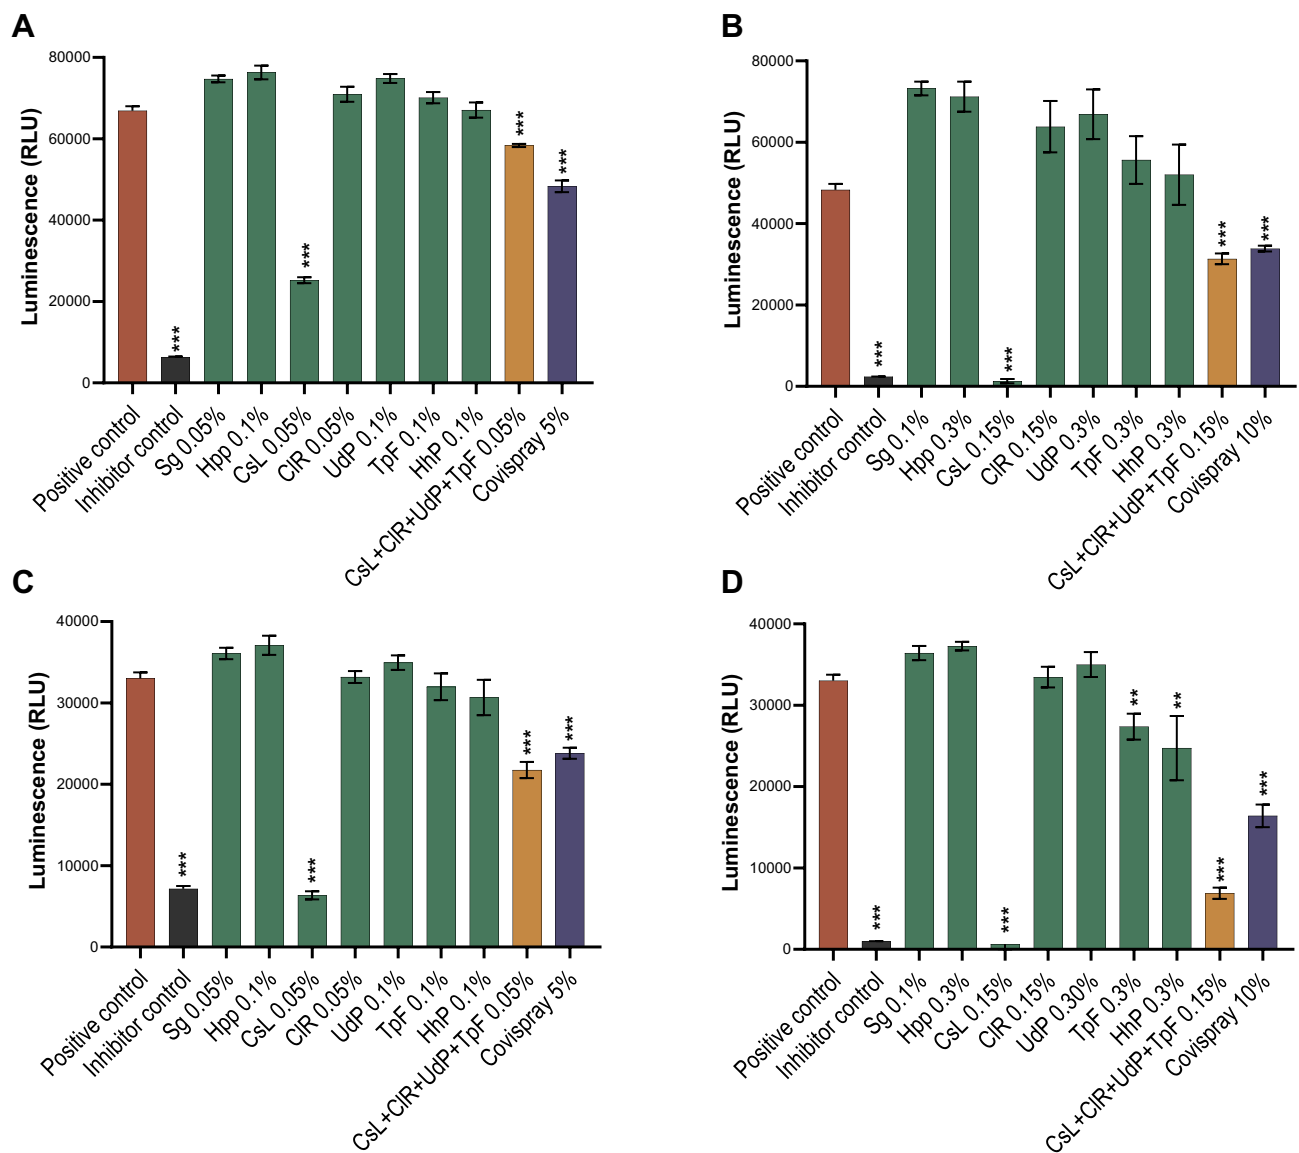 A
Luminescence (RLU)
80000
60000
40000
20000
0
***
***
***
***
Positive control
Inhibitor control
Sg 0.05%
Hpp 0.1%
CsL 0.05%
ClR 0.05%
UdP 0.1%
TpF 0.1%
HhP 0.1%
CsL+ClR+UdP+TpF 0.05%
Covispray 5%
B
Luminescence (RLU)
80000
60000
40000
20000
0
***
***
***
***
Positive control
Inhibitor control
Sg 0.1%
Hpp 0.3%
CsL 0.15%
ClR 0.15%
UdP 0.3%
TpF 0.3%
HhP 0.3%
CsL+ClR+UdP+TpF 0.15%
Covispray 10%
C
Luminescence (RLU)
40000
30000
20000
10000
0
***
***
***
***
Positive control
Inhibitor control
Sg 0.05%
Hpp 0.1%
CsL 0.05%
ClR 0.05%
UdP 0.1%
TpF 0.1%
HhP 0.1%
CsL+ClR+UdP+TpF 0.05%
Covispray 5%
D
Luminescence (RLU)
40000
30000
20000
10000
0
***
***
**
**
***
***
Positive control
Inhibitor control
Sg 0.1%
Hpp 0.3%
CsL 0.15%
ClR 0.15%
UdP 0.30%
TpF 0.3%
HhP 0.3%
CsL+ClR+UdP+TpF 0.15%
Covispray 10%